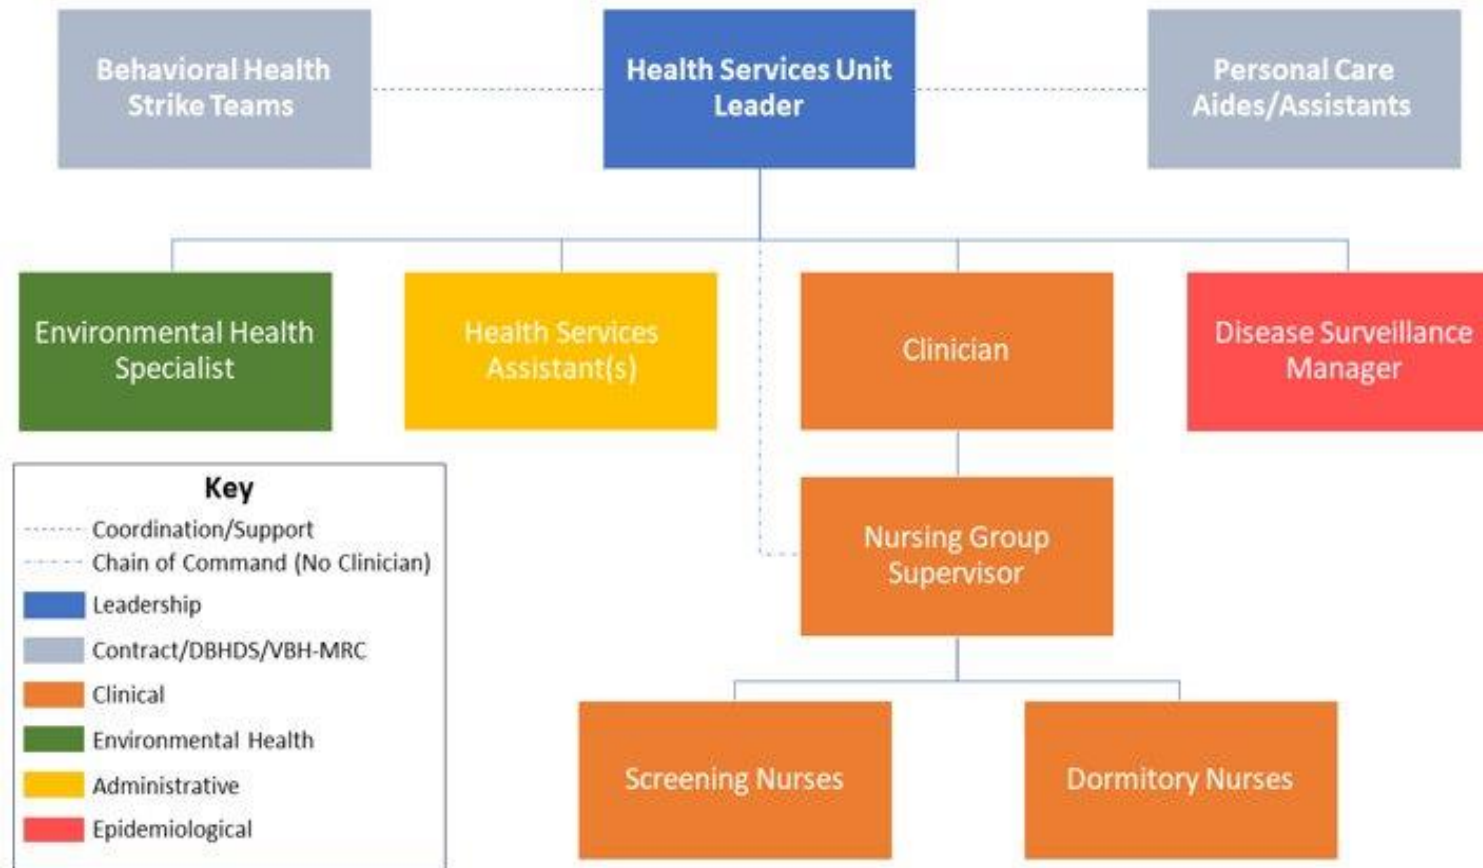 Behavioral Health
Strike Teams
Health Services Unit
Leader
Personal Care
Aides/Assistants
Environmental Health
Specialist
Health Services
Assistant(s)
Clinician
Disease Surveillance
Manager
Nursing Group
Supervisor
Screening Nurses
Dormitory Nurses
Key
Coordination/Support
Chain of Command (No Clinician)
Leadership
Contract/DBHDS/VBH-MRC
Clinical
Environmental Health
Administrative
Epidemiological